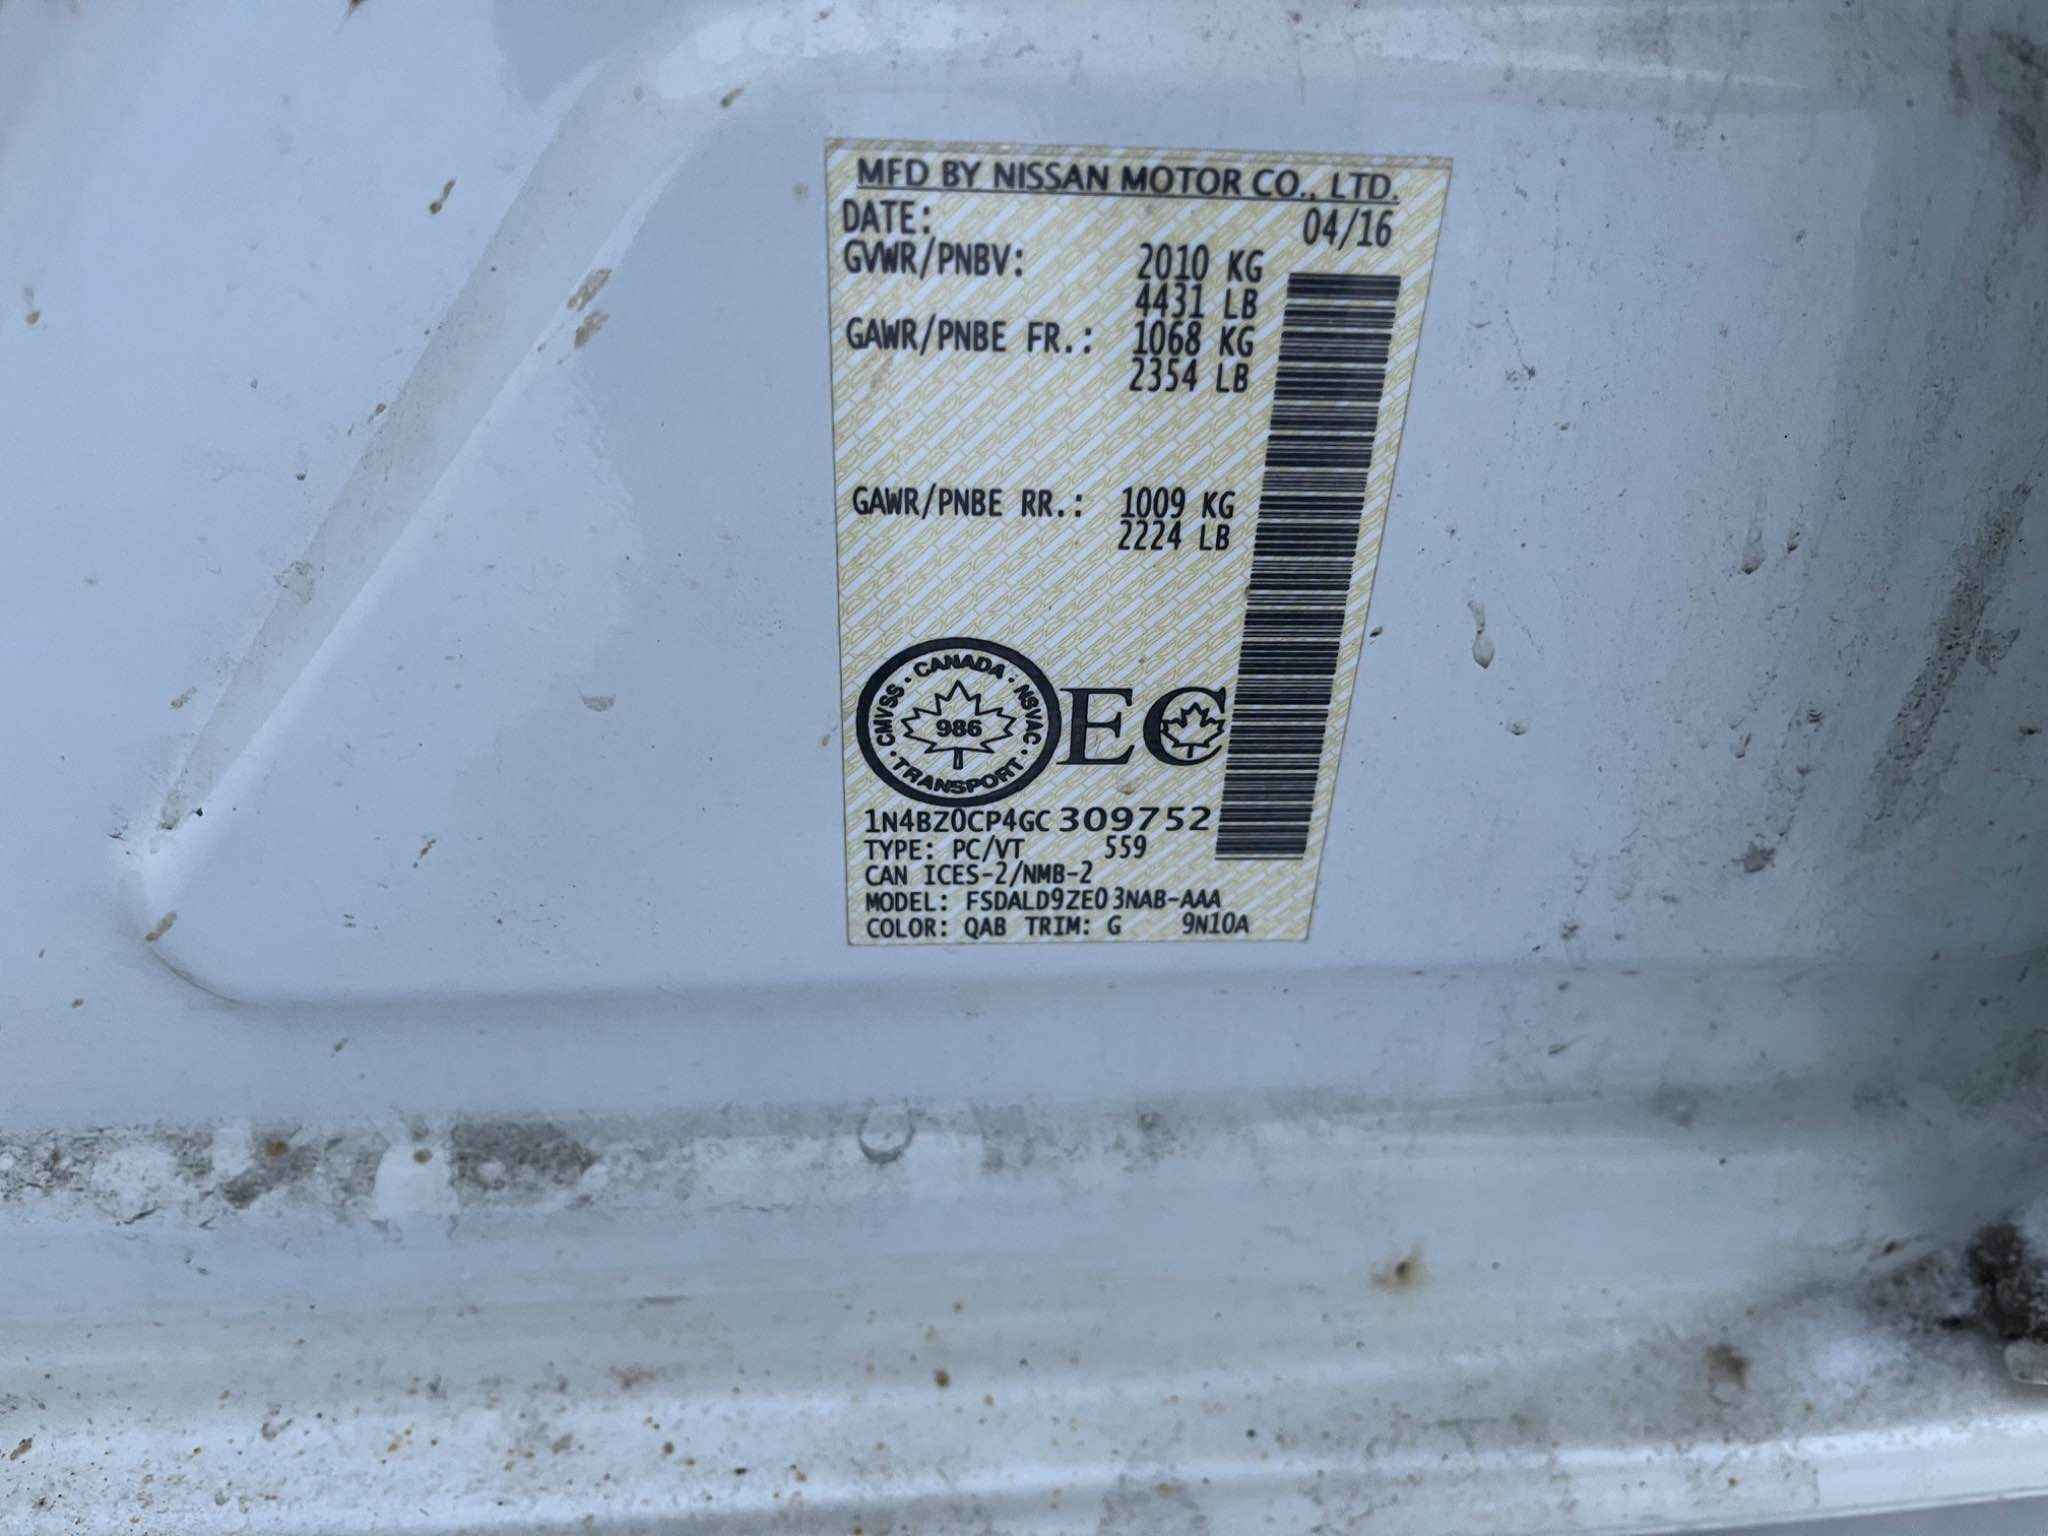 MFD BY NISSAN MOTOR CO., LTD.
DATE: 04/16
GVWR/PNBV: 2010 KG
4431 LB
GAWR/PNBE FR.: 1068 KG
2354 LB
GAWR/PNBE RR.: 1009 KG
2224 LB
CMVSS · CANADA · NSVAC · TRANSPORT
986
EC
1N4BZ0CP4GC309752
TYPE: PC/VT 559
CAN ICES-2/NMB-2
MODEL: FSDALD9ZE03NAB-AAA
COLOR: QAB TRIM: G 9N10A